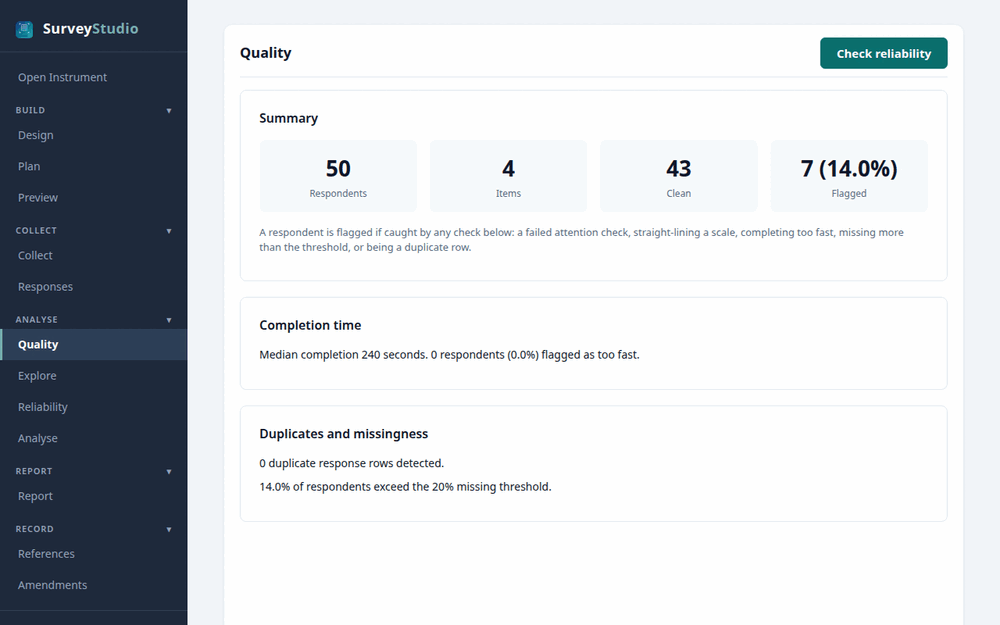 SurveyStudio
Open Instrument
BUILD ▼
Design
Plan
Preview
COLLECT ▼
Collect
Responses
ANALYSE ▼
Quality
Explore
Reliability
Analyse
REPORT ▼
Report
RECORD ▼
References
Amendments
Quality
Check reliability
Summary
50
Respondents
4
Items
43
Clean
7 (14.0%)
Flagged
A respondent is flagged if caught by any check below: a failed attention check, straight-lining a scale, completing too fast, missing more
than the threshold, or being a duplicate row.
Completion time
Median completion 240 seconds. 0 respondents (0.0%) flagged as too fast.
Duplicates and missingness
0 duplicate response rows detected.
14.0% of respondents exceed the 20% missing threshold.